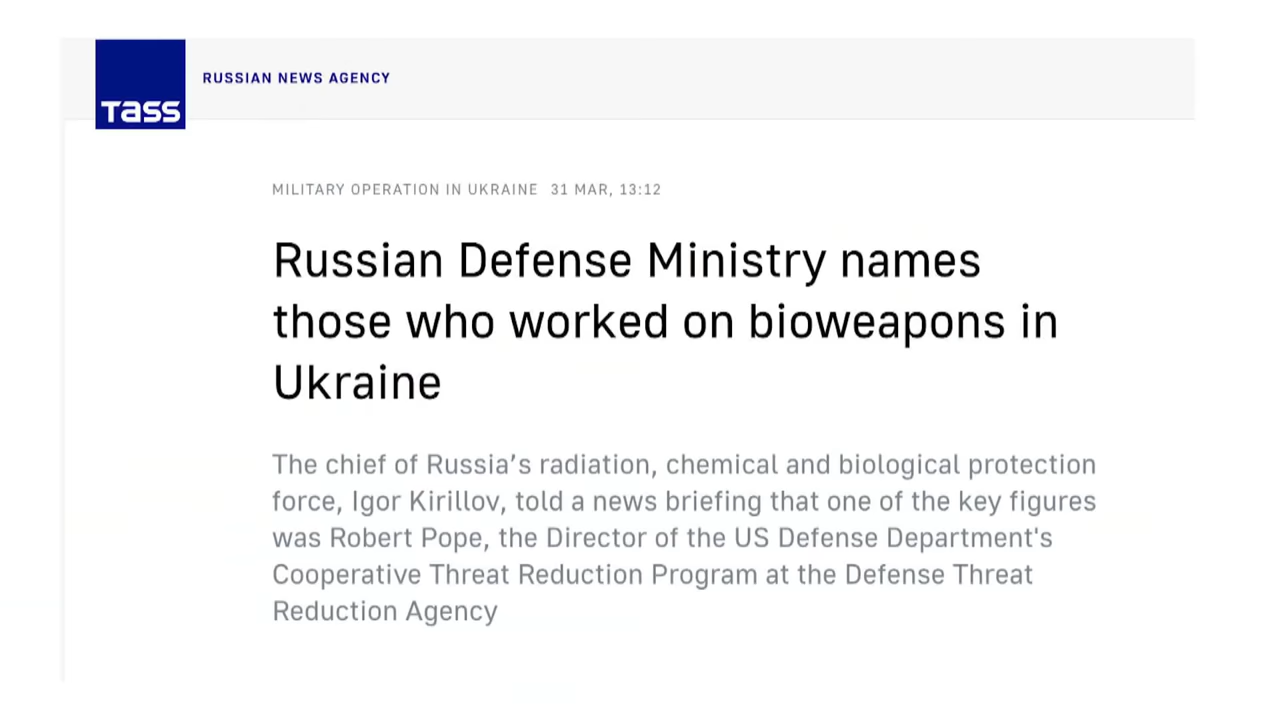 TASS
RUSSIAN NEWS AGENCY
MILITARY OPERATION IN UKRAINE 31 MAR, 13:12
Russian Defense Ministry names
those who worked on bioweapons in
Ukraine
The chief of Russia’s radiation, chemical and biological protection
force, Igor Kirillov, told a news briefing that one of the key figures
was Robert Pope, the Director of the US Defense Department's
Cooperative Threat Reduction Program at the Defense Threat
Reduction Agency